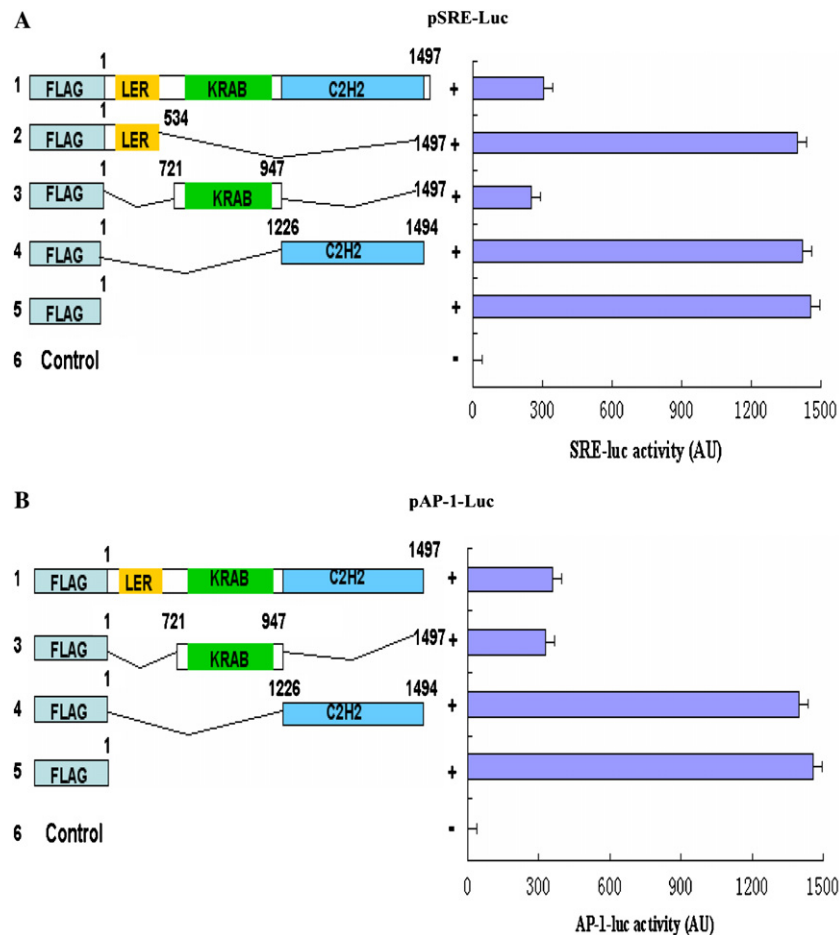 A
pSRE-Luc
1 1497
1 FLAG LER KRAB C2H2 +
1 534
2 FLAG LER 1497 +
1 721 947
3 FLAG KRAB 1497 +
1 1226 1494
4 FLAG C2H2 +
1
5 FLAG +
6 Control -
0 300 600 900 1200 1500
SRE-luc activity (AU)
B
pAP-1-Luc
1 1497
1 FLAG LER KRAB C2H2 +
1 721 947
3 FLAG KRAB 1497 +
1 1226 1494
4 FLAG C2H2 +
1
5 FLAG +
6 Control -
0 300 600 900 1200 1500
AP-1-luc activity (AU)